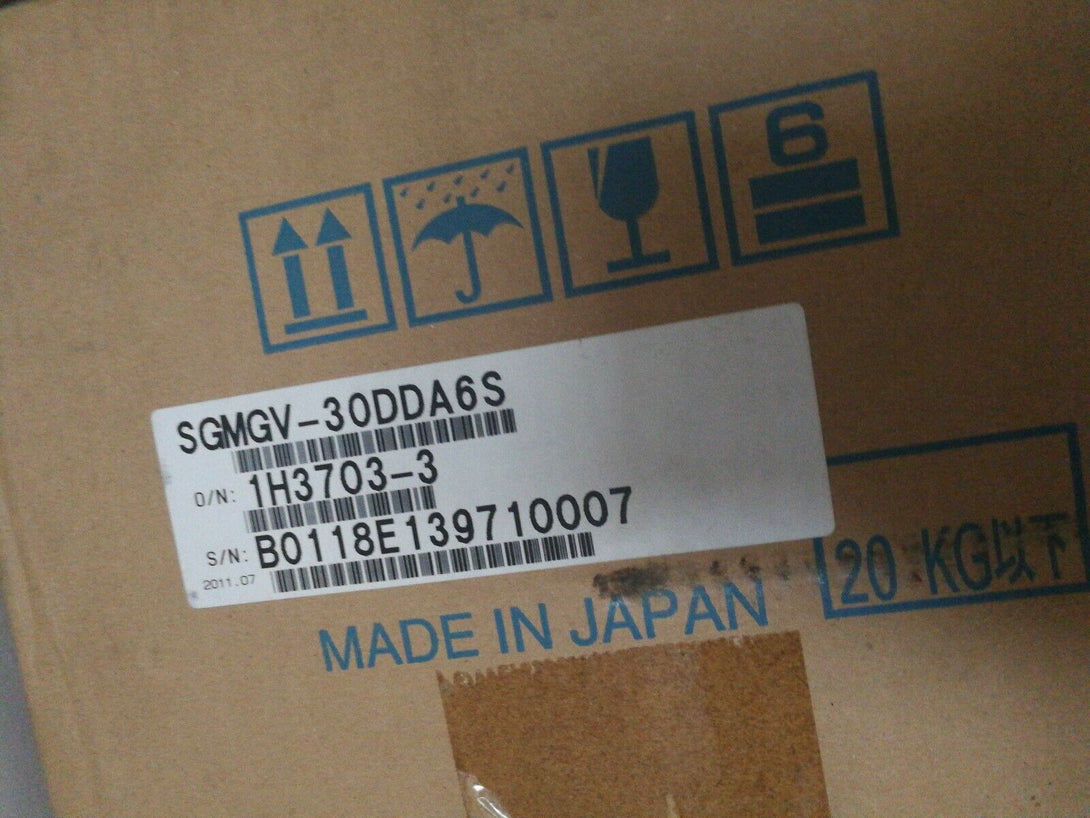 6
SGMGV-30DDA6S
O/N: 1H3703-3
S/N: B0118E139710007
2011.07
20 KG以下
MADE IN JAPAN